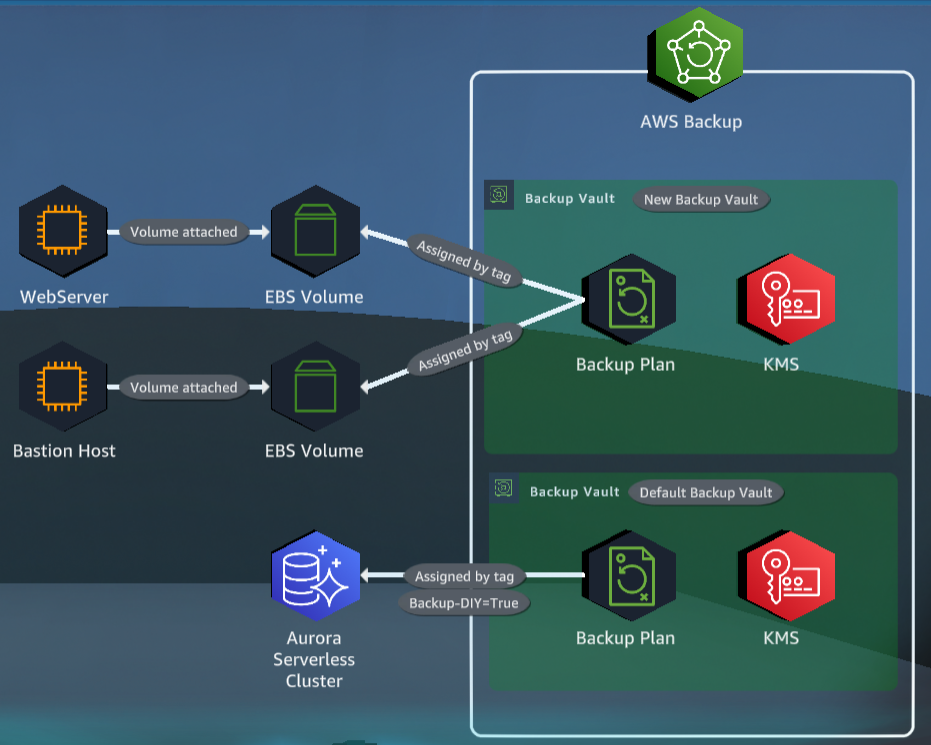 AWS Backup
Backup Vault
New Backup Vault
Volume attached
Assigned by tag
WebServer
EBS Volume
Assigned by tag
Backup Plan
KMS
Volume attached
Bastion Host
EBS Volume
Backup Vault
Default Backup Vault
Assigned by tag
Backup-DIY=True
Aurora
Serverless
Cluster
Backup Plan
KMS